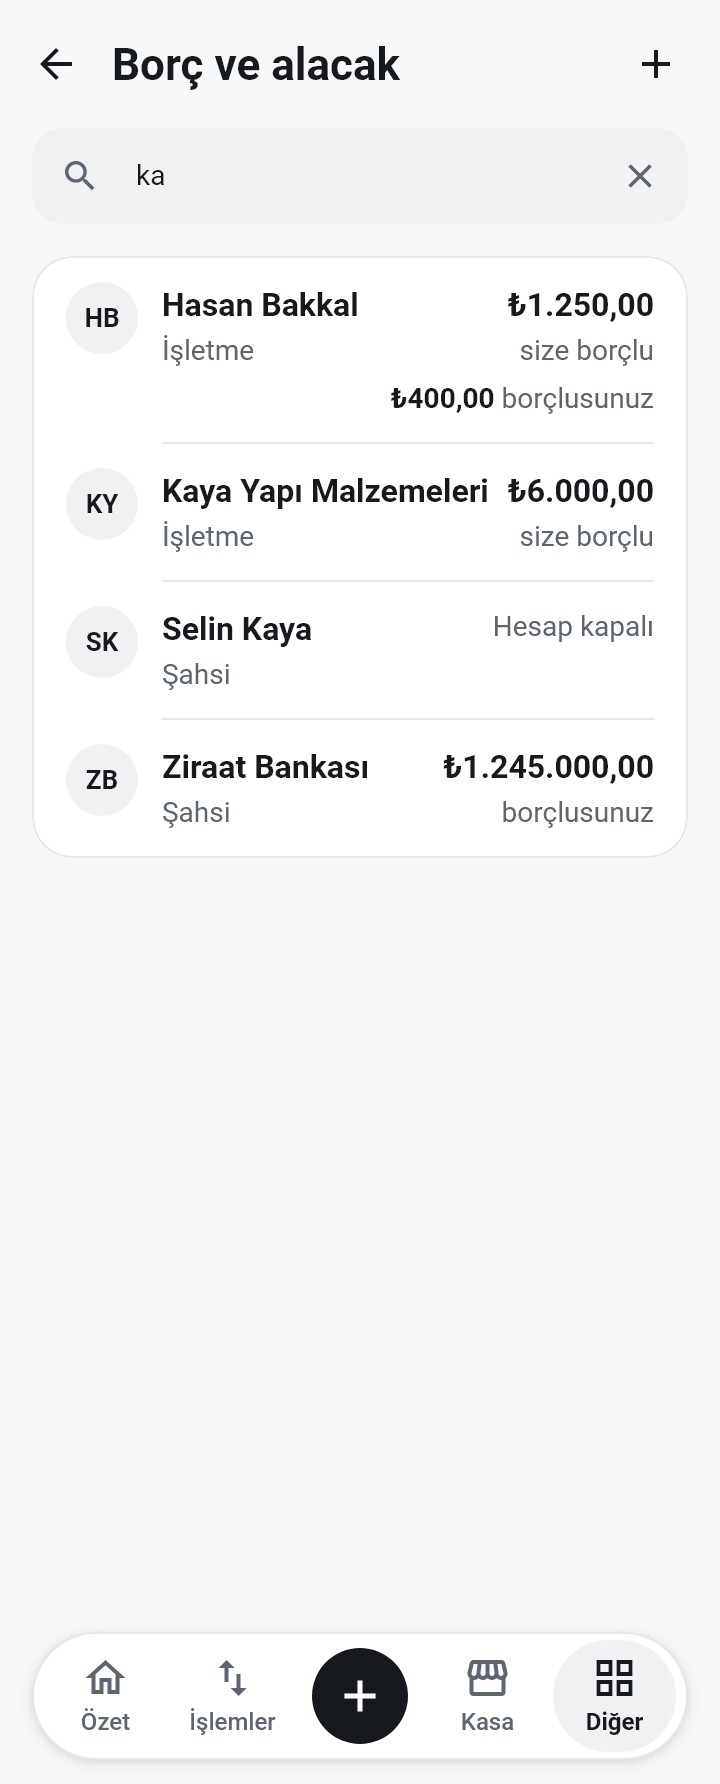 Borç ve alacak
ka
HB
Hasan Bakkal ₺1.250,00
İşletme size borçlu
₺400,00 borçlusunuz
KY
Kaya Yapı Malzemeleri ₺6.000,00
İşletme size borçlu
SK
Selin Kaya Hesap kapalı
Şahsi
ZB
Ziraat Bankası ₺1.245.000,00
Şahsi borçlusunuz
Özet İşlemler Kasa Diğer